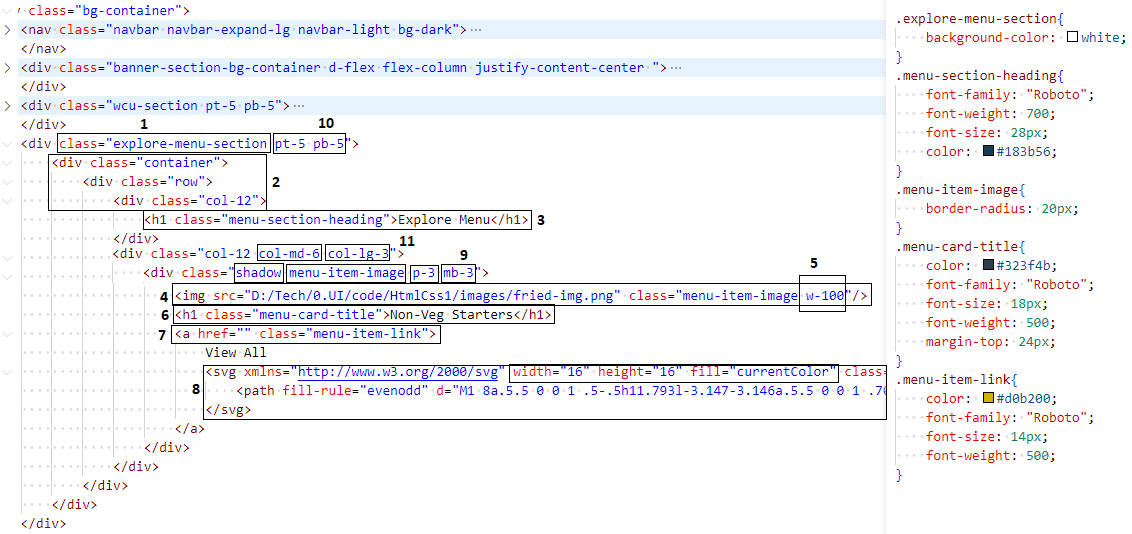 class="bg-container">
<nav class="navbar navbar-expand-lg navbar-light bg-dark">…
</nav>
<div class="banner-section-bg-container d-flex flex-column justify-content-center ">…
</div>
<div class="wcu-section pt-5 pb-5">…
</div>
1
10
<div class="explore-menu-section pt-5 pb-5">
<div class="container">
<div class="row"> 2
<div class="col-12">
<h1 class="menu-section-heading">Explore Menu</h1> 3
</div>
11
<div class="col-12 col-md-6 col-lg-3">
9
<div class="shadow menu-item-image p-3 mb-3">
5
4 <img src="D:/Tech/0.UI/code/HtmlCss1/images/fried-img.png" class="menu-item-image w-100"/>
6 <h1 class="menu-card-title">Non-Veg Starters</h1>
7 <a href="" class="menu-item-link">
View All
<svg xmlns="http://www.w3.org/2000/svg" width="16" height="16" fill="currentColor" class=
8 <path fill-rule="evenodd" d="M1 8a.5.5 0 0 1 .5-.5h11.793l-3.147-3.146a.5.5 0 0 1 .70
</svg>
</a>
</div>
</div>
</div>
</div>
</div>
.explore-menu-section{
background-color: white;
}
.menu-section-heading{
font-family: "Roboto";
font-weight: 700;
font-size: 28px;
color: #183b56;
}
.menu-item-image{
border-radius: 20px;
}
.menu-card-title{
color: #323f4b;
font-family: "Roboto";
font-size: 18px;
font-weight: 500;
margin-top: 24px;
}
.menu-item-link{
color: #d0b200;
font-family: "Roboto";
font-size: 14px;
font-weight: 500;
}